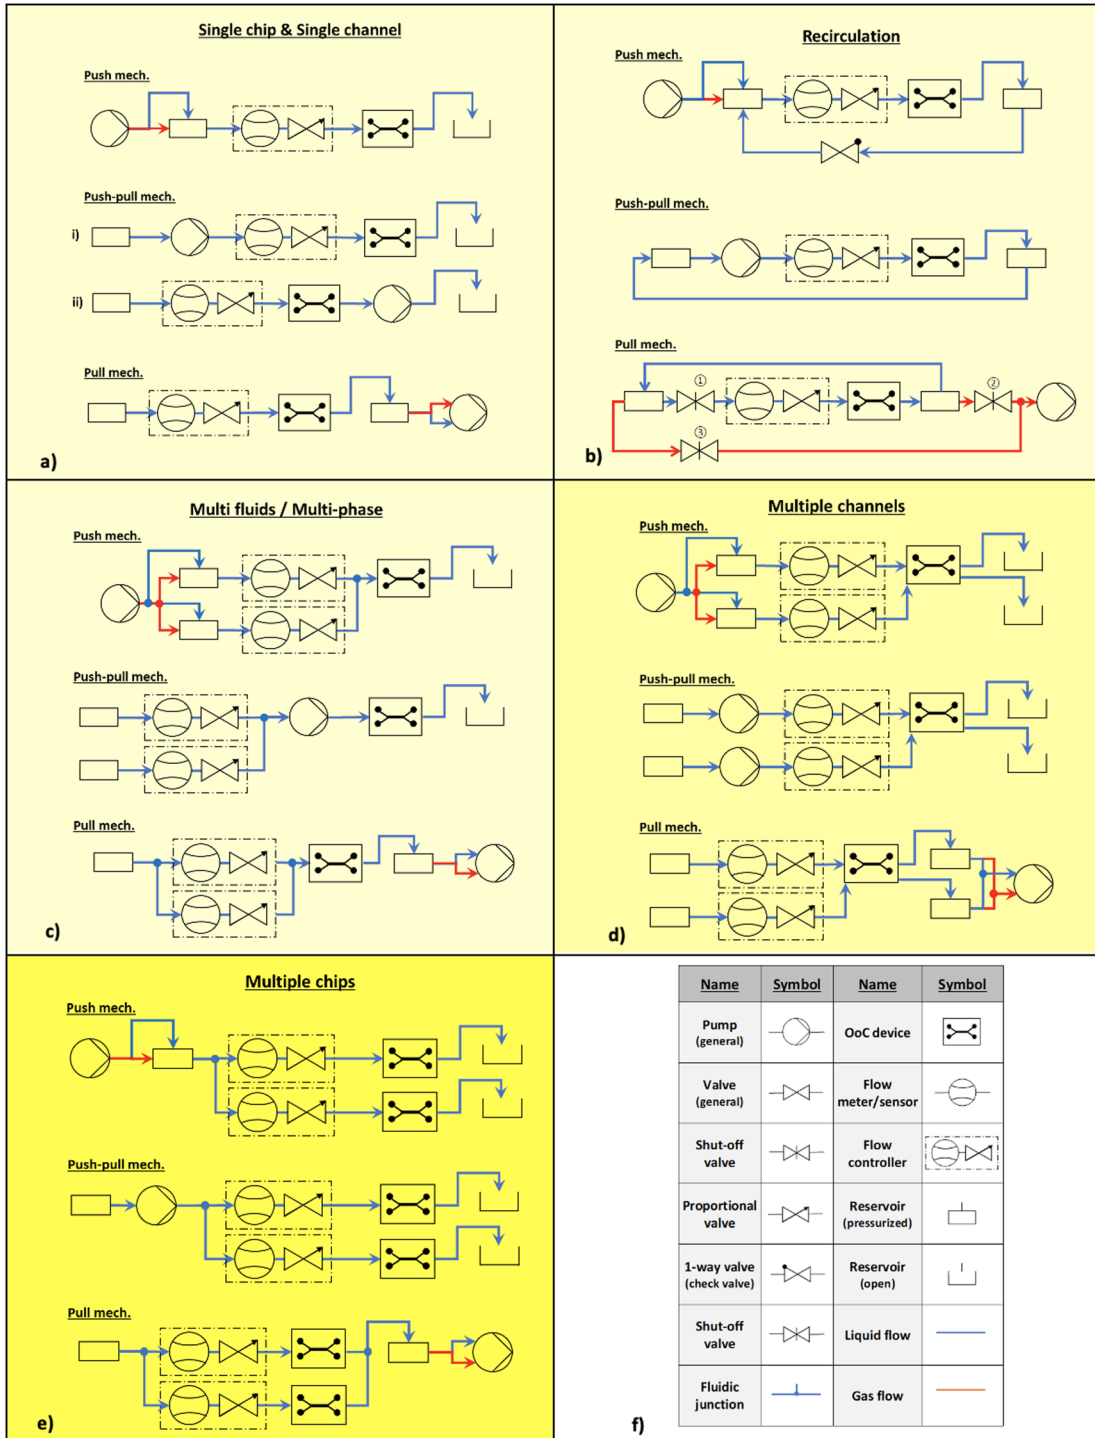 Single chip & Single channel
Push mech.
Push-pull mech.
i)
ii)
Pull mech.
a)
Recirculation
Push mech.
Push-pull mech.
Pull mech.
①
②
③
b)
Multi fluids / Multi-phase
Push mech.
Push-pull mech.
Pull mech.
c)
Multiple channels
Push mech.
Push-pull mech.
Pull mech.
d)
Multiple chips
Push mech.
Push-pull mech.
Pull mech.
e)
Name Symbol Name Symbol
Pump OoC device
(general)
Valve Flow
(general) meter/sensor
Shut-off Flow
valve controller
Proportional Reservoir
valve (pressurized)
1-way valve Reservoir
(check valve) (open)
Shut-off Liquid flow
valve
Fluidic Gas flow
junction
f)